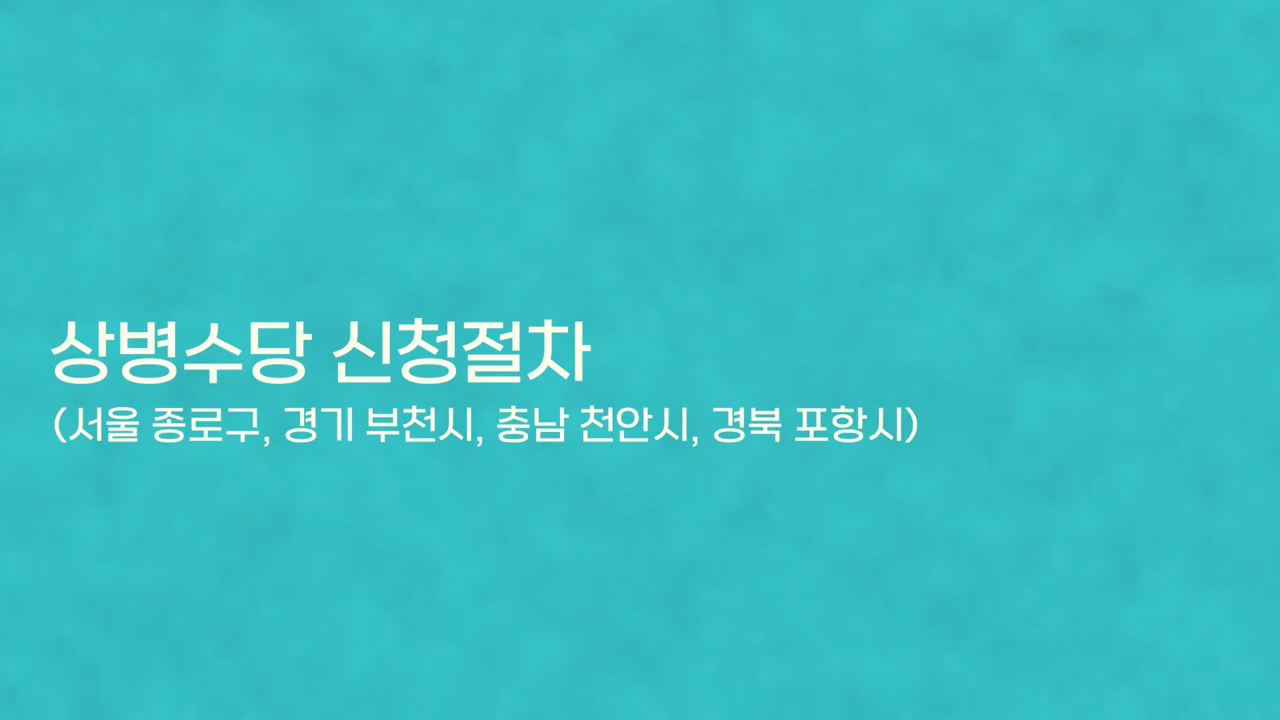 상병수당 신청절차
(서울 종로구, 경기 부천시, 충남 천안시, 경북 포항시)